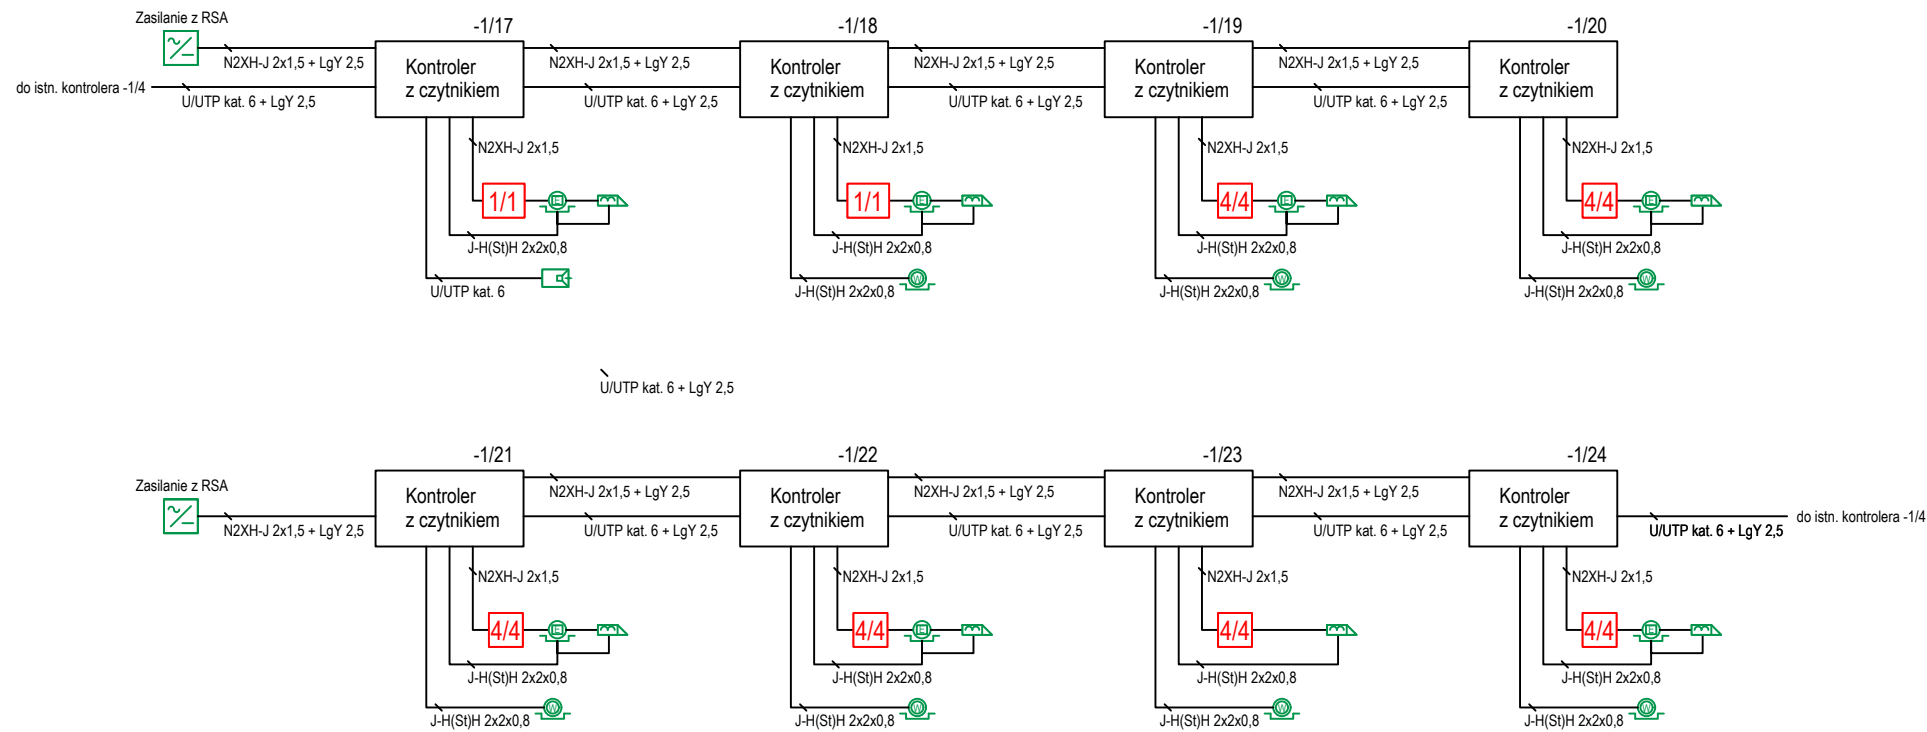 Zasilanie z RSA
-1/17
-1/18
-1/19
-1/20
N2XH-J 2x1,5 + LgY 2,5
N2XH-J 2x1,5 + LgY 2,5
N2XH-J 2x1,5 + LgY 2,5
N2XH-J 2x1,5 + LgY 2,5
Kontroler
z czytnikiem
Kontroler
z czytnikiem
Kontroler
z czytnikiem
Kontroler
z czytnikiem
do istn. kontrolera -1/4
U/UTP kat. 6 + LgY 2,5
U/UTP kat. 6 + LgY 2,5
U/UTP kat. 6 + LgY 2,5
U/UTP kat. 6 + LgY 2,5
N2XH-J 2x1,5
N2XH-J 2x1,5
N2XH-J 2x1,5
N2XH-J 2x1,5
1/1
E
1/1
E
4/4
E
4/4
E
J-H(St)H 2x2x0,8
J-H(St)H 2x2x0,8
J-H(St)H 2x2x0,8
J-H(St)H 2x2x0,8
U/UTP kat. 6
J-H(St)H 2x2x0,8
W
J-H(St)H 2x2x0,8
W
J-H(St)H 2x2x0,8
W
U/UTP kat. 6 + LgY 2,5
-1/21
-1/22
-1/23
-1/24
Zasilanie z RSA
N2XH-J 2x1,5 + LgY 2,5
N2XH-J 2x1,5 + LgY 2,5
N2XH-J 2x1,5 + LgY 2,5
Kontroler
z czytnikiem
Kontroler
z czytnikiem
Kontroler
z czytnikiem
Kontroler
z czytnikiem
N2XH-J 2x1,5 + LgY 2,5
U/UTP kat. 6 + LgY 2,5
U/UTP kat. 6 + LgY 2,5
U/UTP kat. 6 + LgY 2,5
U/UTP kat. 6 + LgY 2,5
do istn. kontrolera -1/4
N2XH-J 2x1,5
N2XH-J 2x1,5
N2XH-J 2x1,5
N2XH-J 2x1,5
4/4
E
4/4
E
4/4
4/4
E
J-H(St)H 2x2x0,8
J-H(St)H 2x2x0,8
J-H(St)H 2x2x0,8
J-H(St)H 2x2x0,8
J-H(St)H 2x2x0,8
W
J-H(St)H 2x2x0,8
W
J-H(St)H 2x2x0,8
W
J-H(St)H 2x2x0,8
W